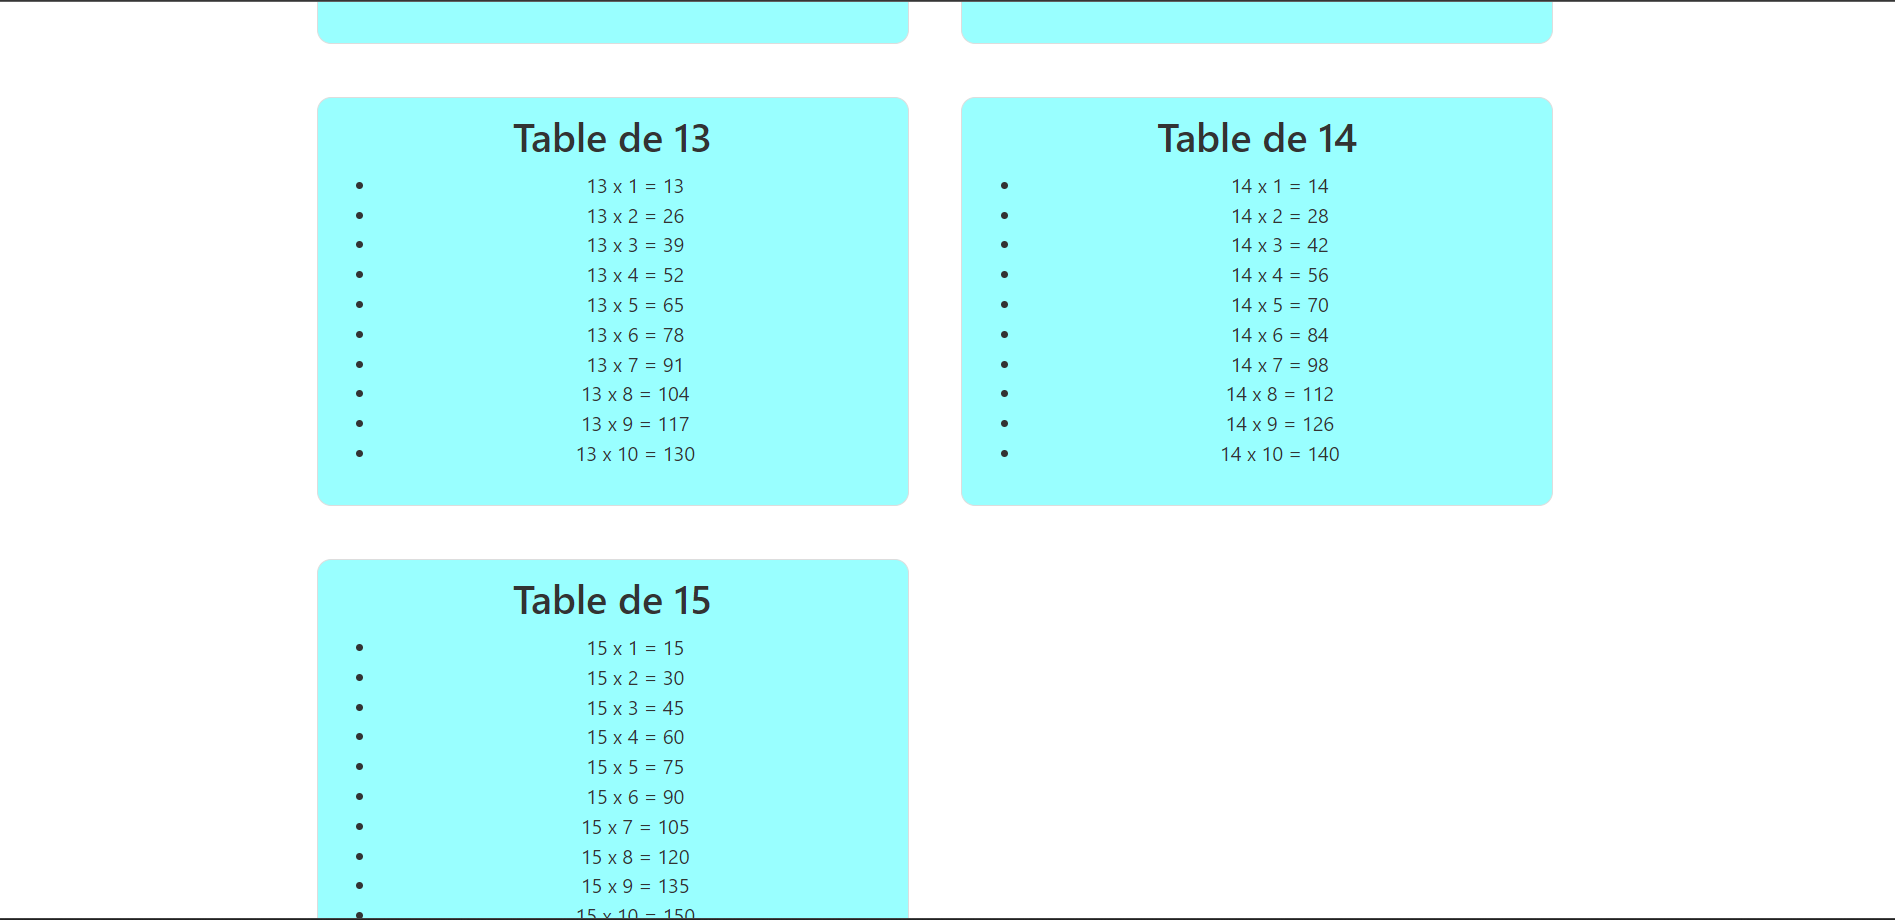 Table de 13
• 13 x 1 = 13
• 13 x 2 = 26
• 13 x 3 = 39
• 13 x 4 = 52
• 13 x 5 = 65
• 13 x 6 = 78
• 13 x 7 = 91
• 13 x 8 = 104
• 13 x 9 = 117
• 13 x 10 = 130
Table de 14
• 14 x 1 = 14
• 14 x 2 = 28
• 14 x 3 = 42
• 14 x 4 = 56
• 14 x 5 = 70
• 14 x 6 = 84
• 14 x 7 = 98
• 14 x 8 = 112
• 14 x 9 = 126
• 14 x 10 = 140
Table de 15
• 15 x 1 = 15
• 15 x 2 = 30
• 15 x 3 = 45
• 15 x 4 = 60
• 15 x 5 = 75
• 15 x 6 = 90
• 15 x 7 = 105
• 15 x 8 = 120
• 15 x 9 = 135
• 15 x 10 = 150